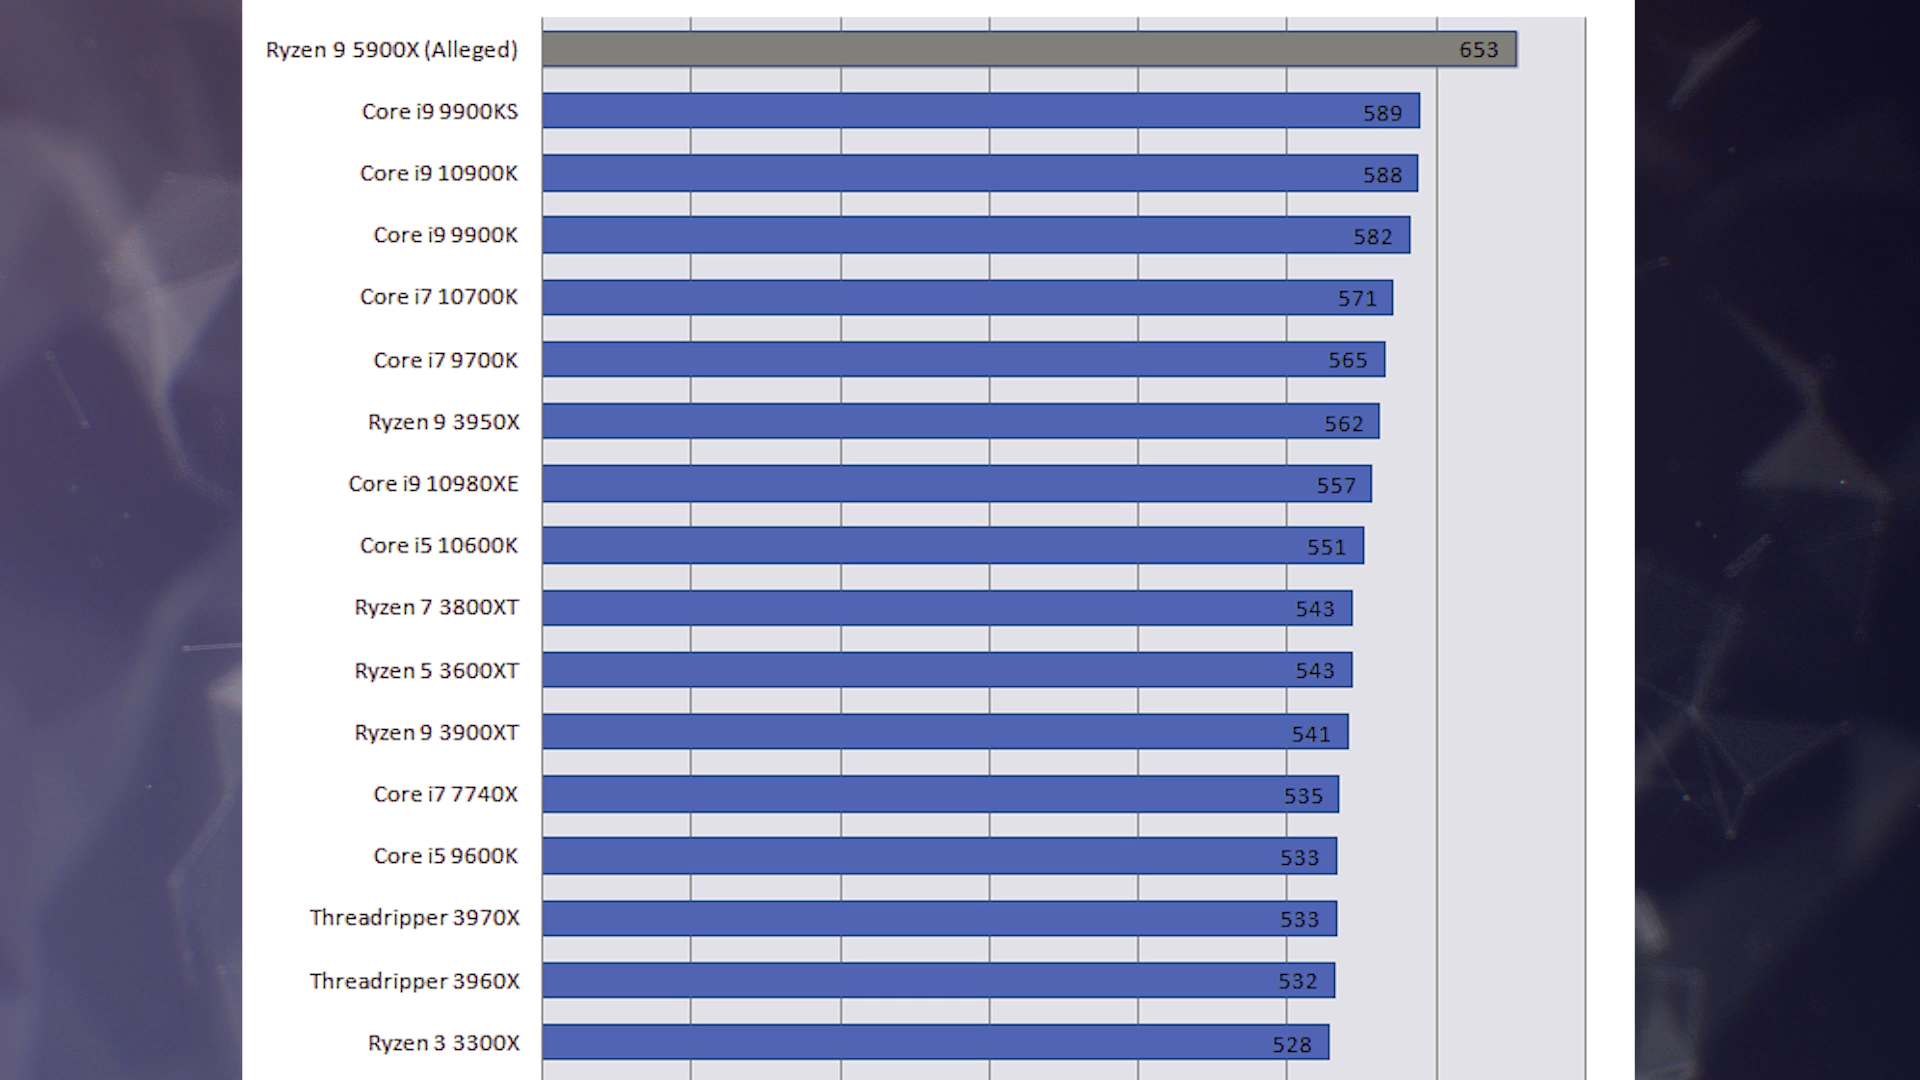 Ryzen 9 5900X (Alleged) 653
Core i9 9900KS 589
Core i9 10900K 588
Core i9 9900K 582
Core i7 10700K 571
Core i7 9700K 565
Ryzen 9 3950X 562
Core i9 10980XE 557
Core i5 10600K 551
Ryzen 7 3800XT 543
Ryzen 5 3600XT 543
Ryzen 9 3900XT 541
Core i7 7740X 535
Core i5 9600K 533
Threadripper 3970X 533
Threadripper 3960X 532
Ryzen 3 3300X 528